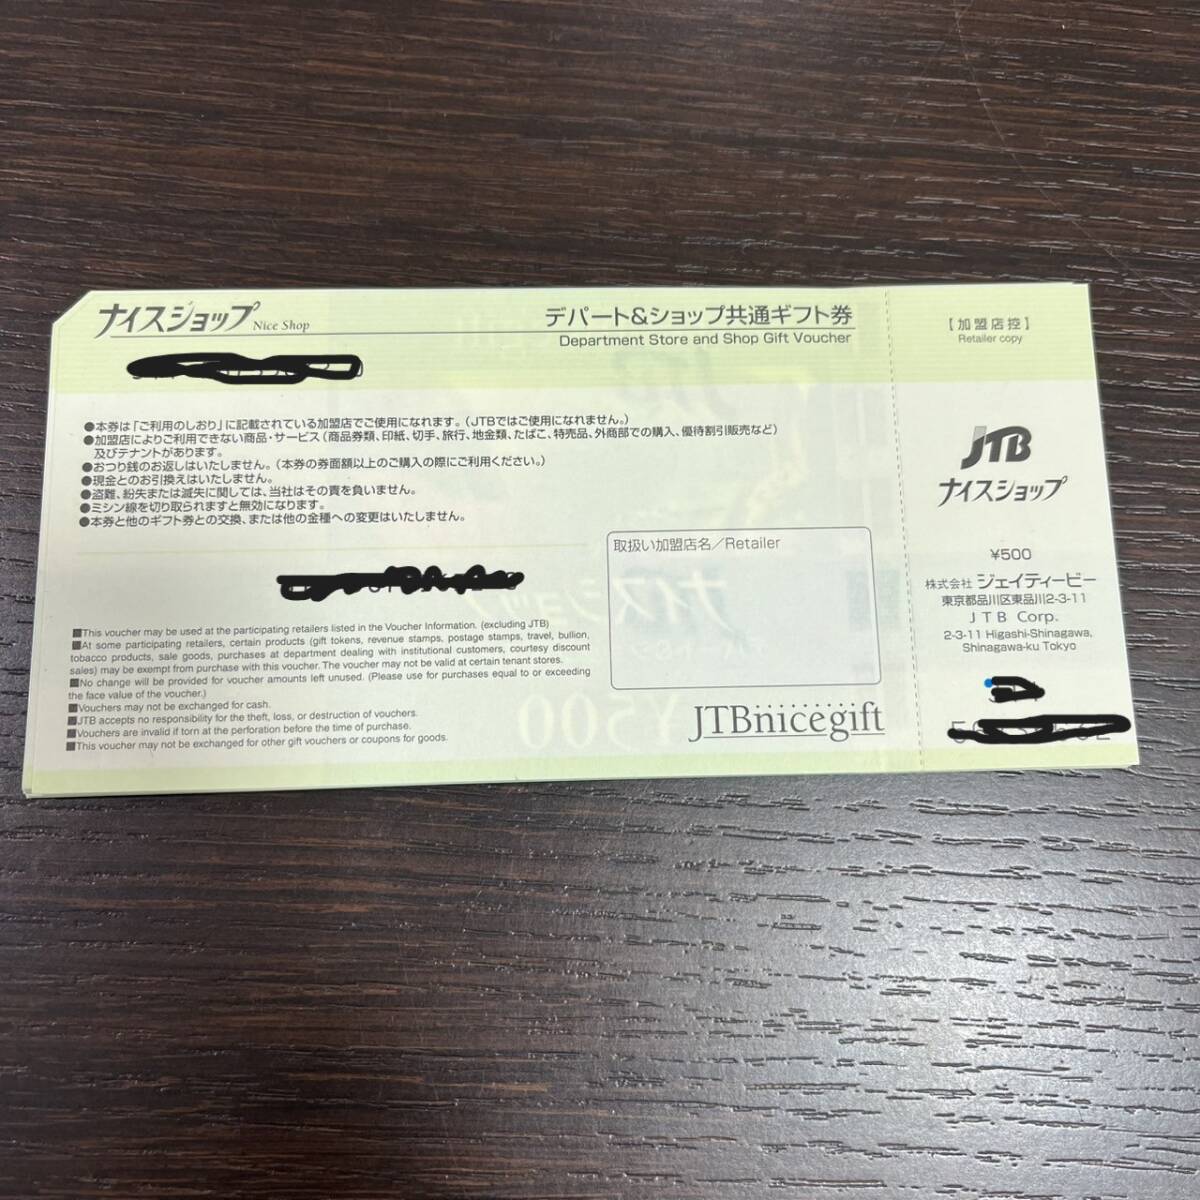 ナイスショップ Nice Shop
デパート&ショップ共通ギフト券
Department Store and Shop Gift Voucher
●本券は「ご利用のしおり」に記載されている加盟店でご使用になれます。(JTBではご使用になれません。)
●加盟店によりご利用できない商品・サービス(商品券類、印紙、切手、旅行、地金類、たばこ、特売品、外商部での購入、優待割引販売など)
及びテナントがあります。
●おつり銭のお返しはいたしません。(本券の券面額以上のご購入の際にご利用ください。)
●現金とのお引換えはいたしません。
●盗難、紛失または滅失に関しては、当社はその責を負いません。
●ミシン線を切り取られますと無効になります。
●本券と他のギフト券との交換、または他の金種への変更はいたしません。
取扱い加盟店名/Retailer
■This voucher may be used at the participating retailers listed in the Voucher Information. (excluding JTB)
■At some participating retailers, certain products (gift tokens, revenue stamps, postage stamps, travel, bullion,
tobacco products, sale goods, purchases at department dealing with institutional customers, courtesy discount
sales) may be exempt from purchase with this voucher. The voucher may not be valid at certain tenant stores.
■No change will be provided for voucher amounts left unused. (Please use for purchases equal to or exceeding
the face value of the voucher.)
■Vouchers may not be exchanged for cash.
■JTB accepts no responsibility for the theft, loss, or destruction of vouchers.
■Vouchers are invalid if torn at the perforation before the time of purchase.
■This voucher may not be exchanged for other gift vouchers or coupons for goods.
JTBnicegift
【加盟店控】
Retailer copy
JTB
ナイスショップ
¥500
株式会社 ジェイティービー
東京都品川区東品川2-3-11
JTB Corp.
2-3-11 Higashi-Shinagawa,
Shinagawa-ku Tokyo